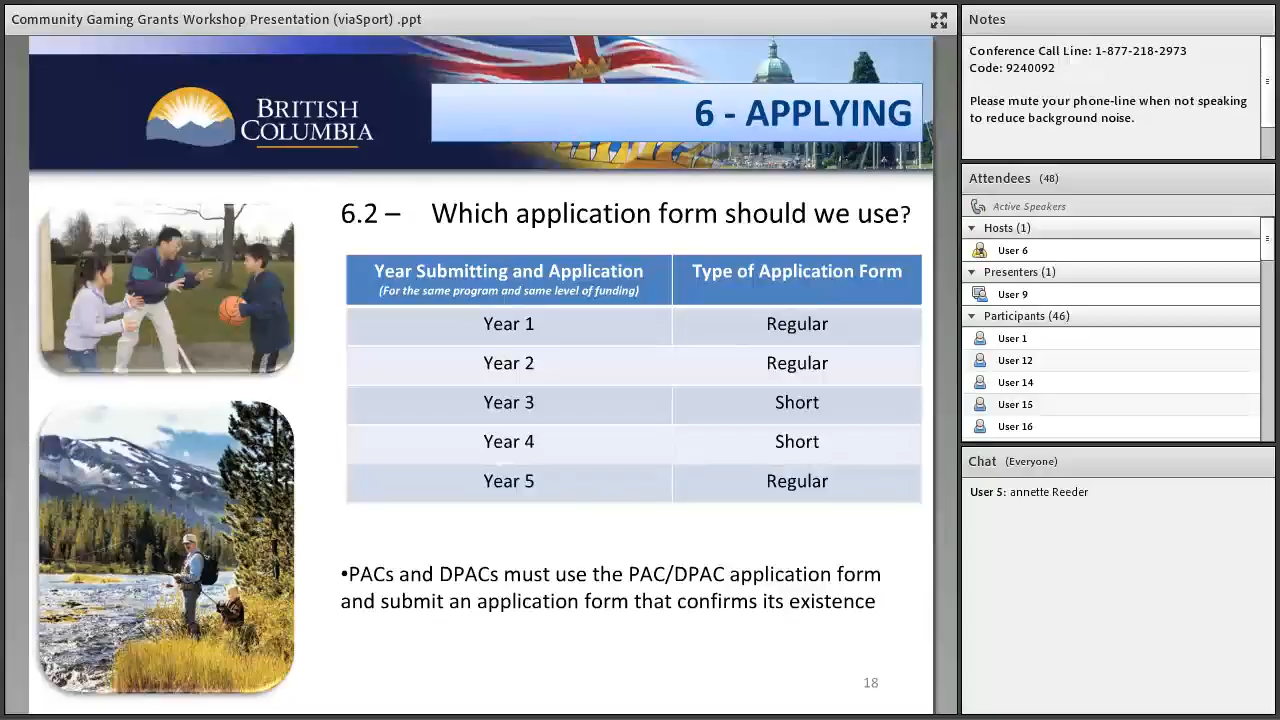 Community Gaming Grants Workshop Presentation (viaSport) .ppt
BRITISH
COLUMBIA
6 - APPLYING
6.2 – Which application form should we use?
Year Submitting and Application Type of Application Form
(For the same program and same level of funding)
Year 1 Regular
Year 2 Regular
Year 3 Short
Year 4 Short
Year 5 Regular
•PACs and DPACs must use the PAC/DPAC application form
and submit an application form that confirms its existence
18
Notes
Conference Call Line: 1-877-218-2973
Code: 9240092
Please mute your phone-line when not speaking
to reduce background noise.
Attendees (48)
Active Speakers
Hosts (1)
User 6
Presenters (1)
User 9
Participants (46)
User 1
User 12
User 14
User 15
User 16
Chat (Everyone)
User 5: annette Reeder